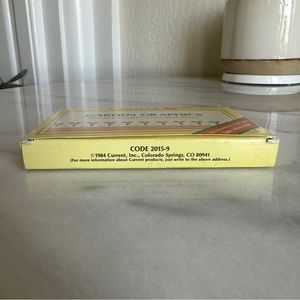 GARDEN GRAPHICS
CODE 2015-9
©1984 Current, Inc., Colorado Springs, CO 80941
(For more information about Current products, just write to the above address.)